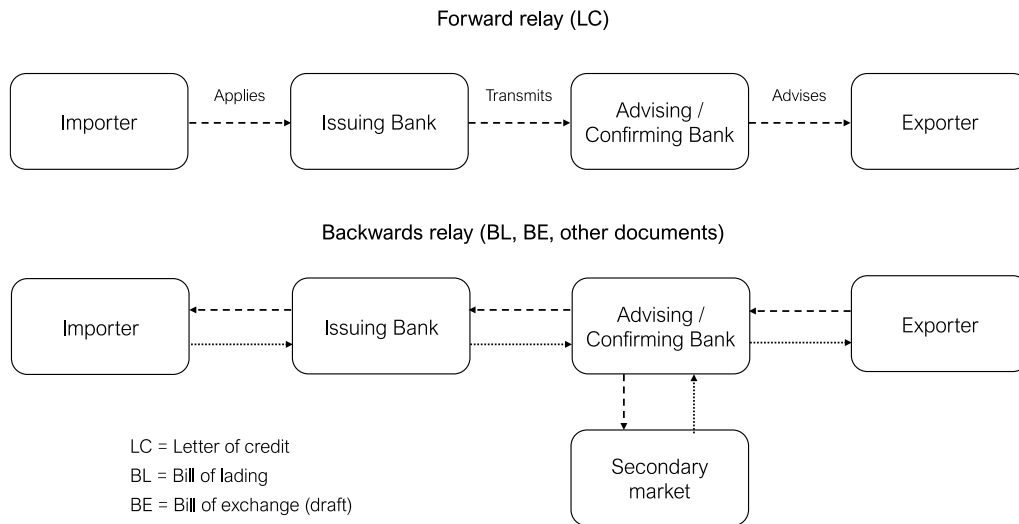 Forward relay (LC)
Applies
Transmits
Advises
Importer
Issuing Bank
Advising /
Confirming Bank
Exporter
Backwards relay (BL, BE, other documents)
Importer
Issuing Bank
Advising /
Confirming Bank
Exporter
LC = Letter of credit
BL = Bill of lading
BE = Bill of exchange (draft)
Secondary
market